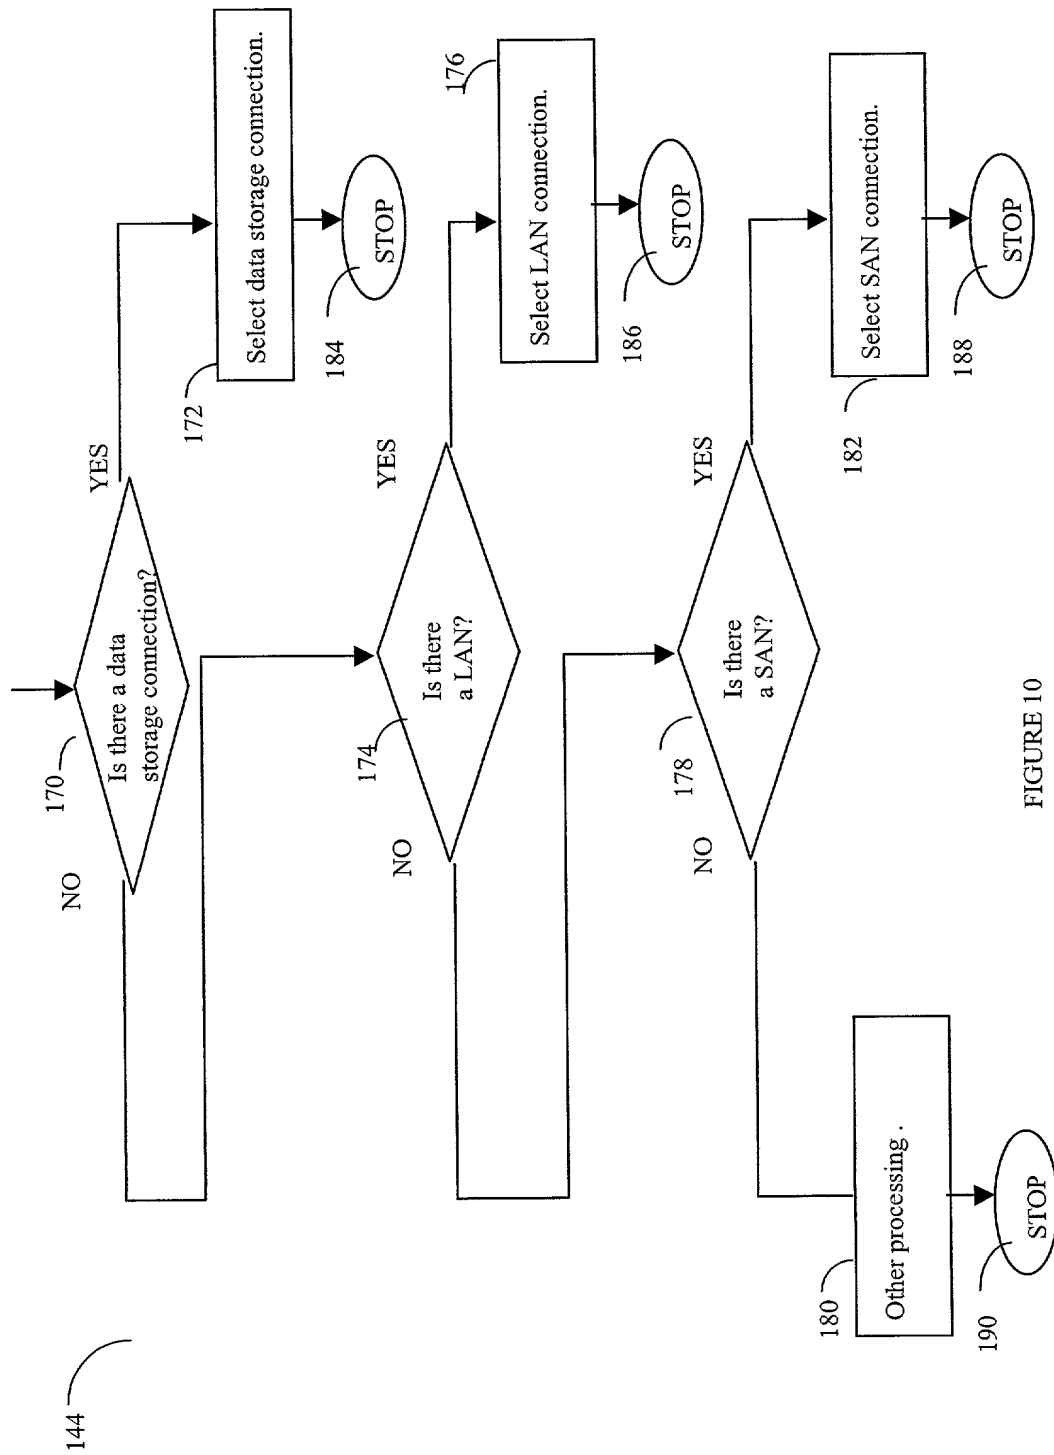 144
170
Is there a data
storage connection?
YES
NO
172
Select data storage connection.
184
STOP
174
Is there
a LAN?
YES
NO
176
Select LAN connection.
186
STOP
178
Is there
a SAN?
YES
NO
182
Select SAN connection.
188
STOP
180
Other processing .
190
STOP
FIGURE 10